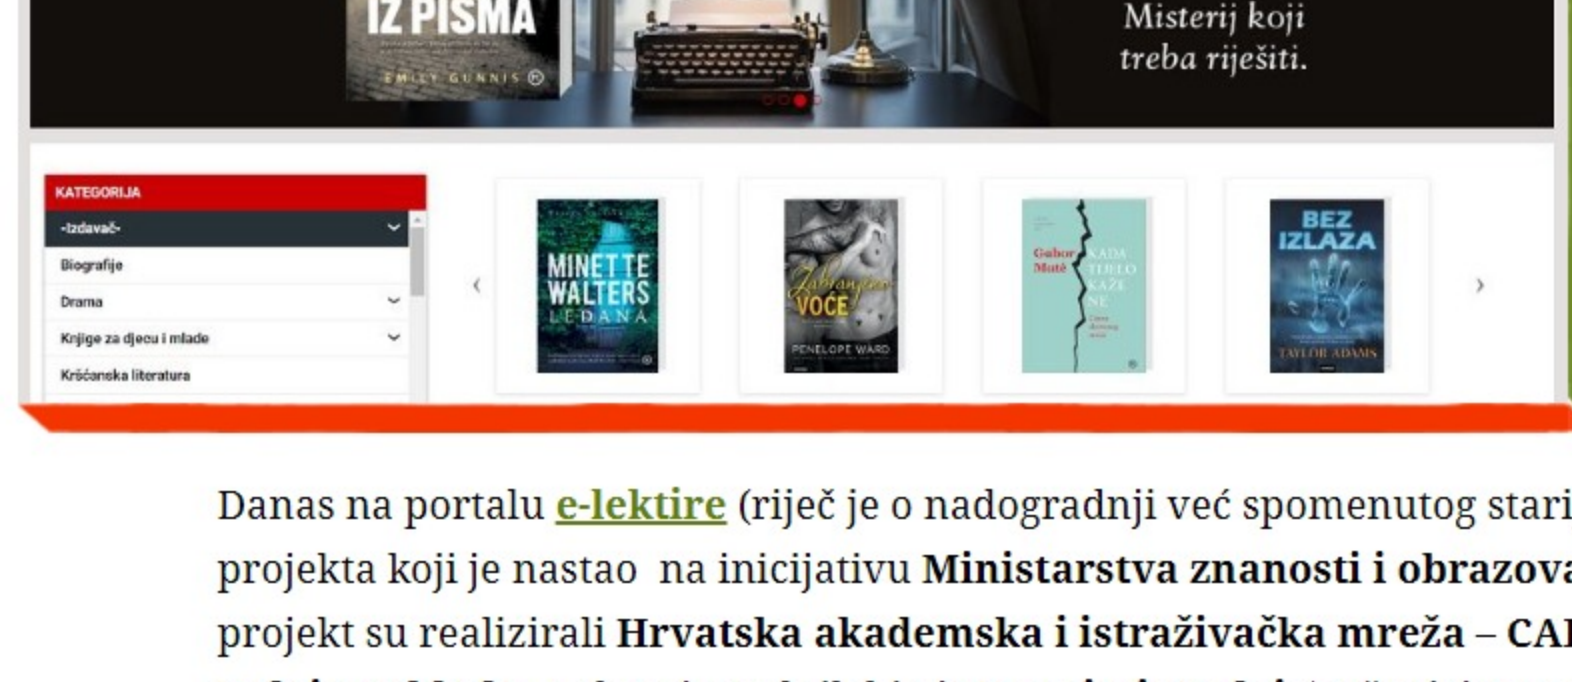 IZ PISMA
EMILY GUNNIS
Misterij koji
treba riješiti.
KATEGORIJA
-Izdavač-
Biografije
Drama
Knjige za djecu i mlade
Kršćanska literatura
MINETTE
WALTERS
LEDANA
Zabranjeno
VOĆE
PENELOPE WARD
Gabor
Maté
KADA
TIJELO
KAŽE
NE
BEZ
IZLAZA
TAYLOR ADAMS
Danas na portalu e-lektire (riječ je o nadogradnji već spomenutog stari
projekta koji je nastao na inicijativu Ministarstva znanosti i obrazova
projekt su realizirali Hrvatska akademska i istraživačka mreža – CA